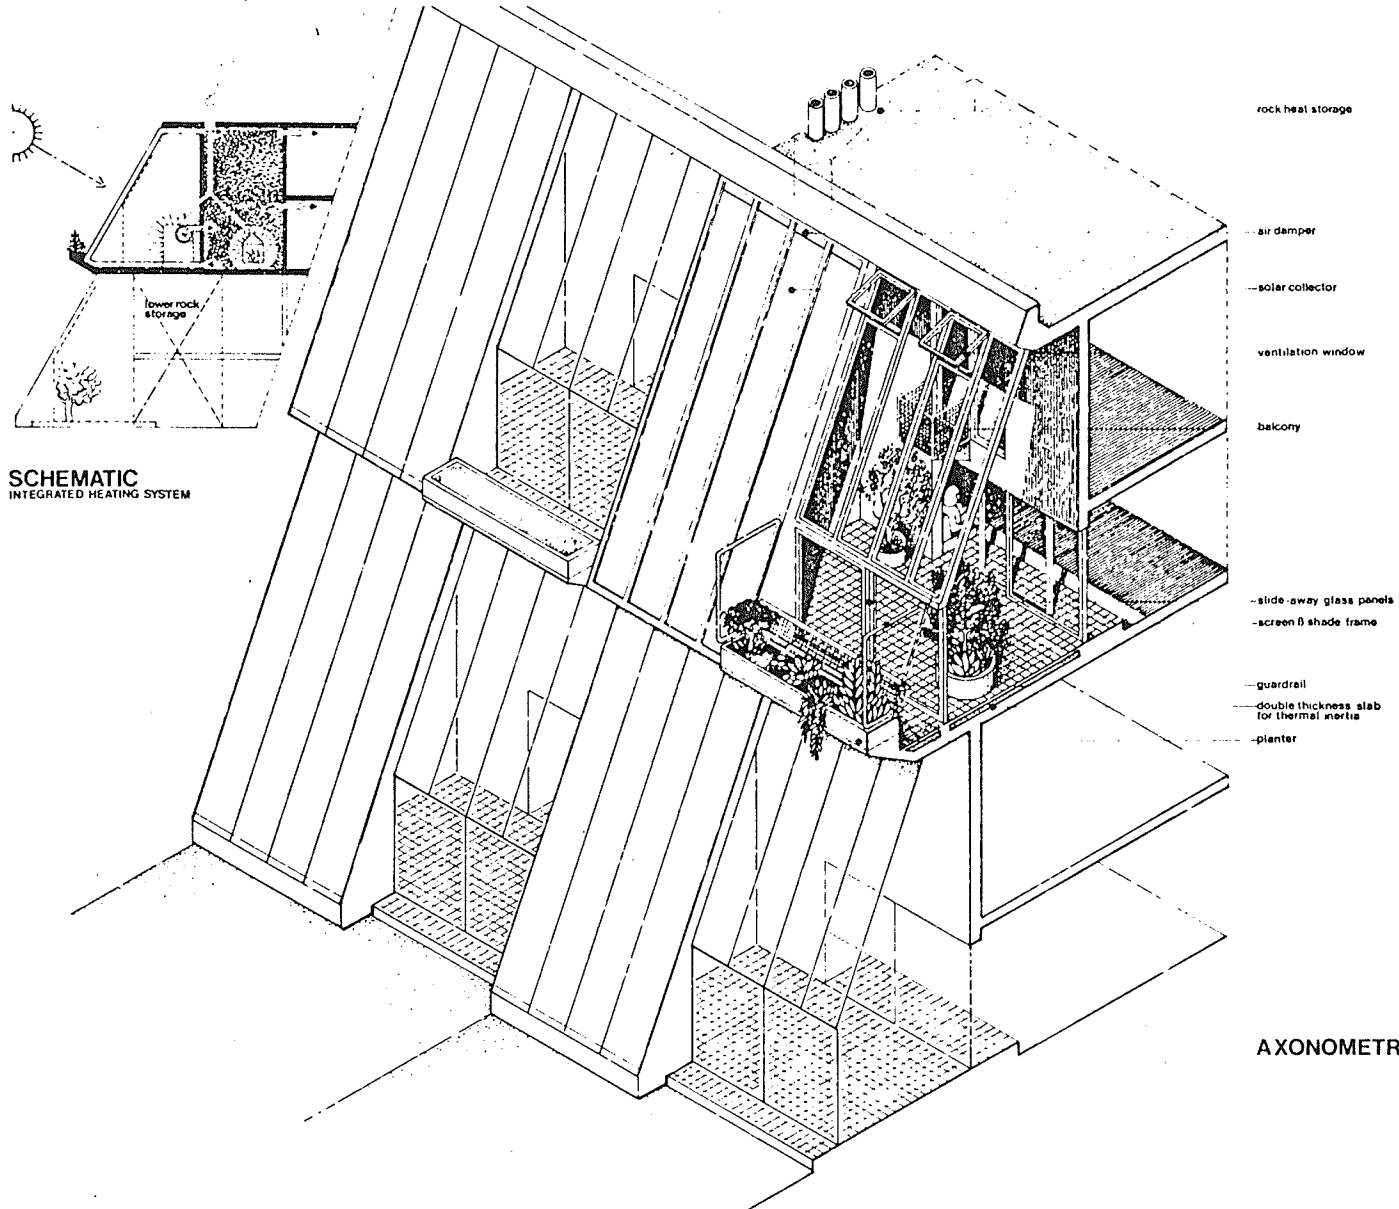 rock heat storage
air damper
solar collector
ventilation window
balcony
slide-away glass panels
screen & shade frame
guardrail
double thickness slab
for thermal inertia
planter
lower rock
storage
SCHEMATIC
INTEGRATED HEATING SYSTEM
AXONOMETR